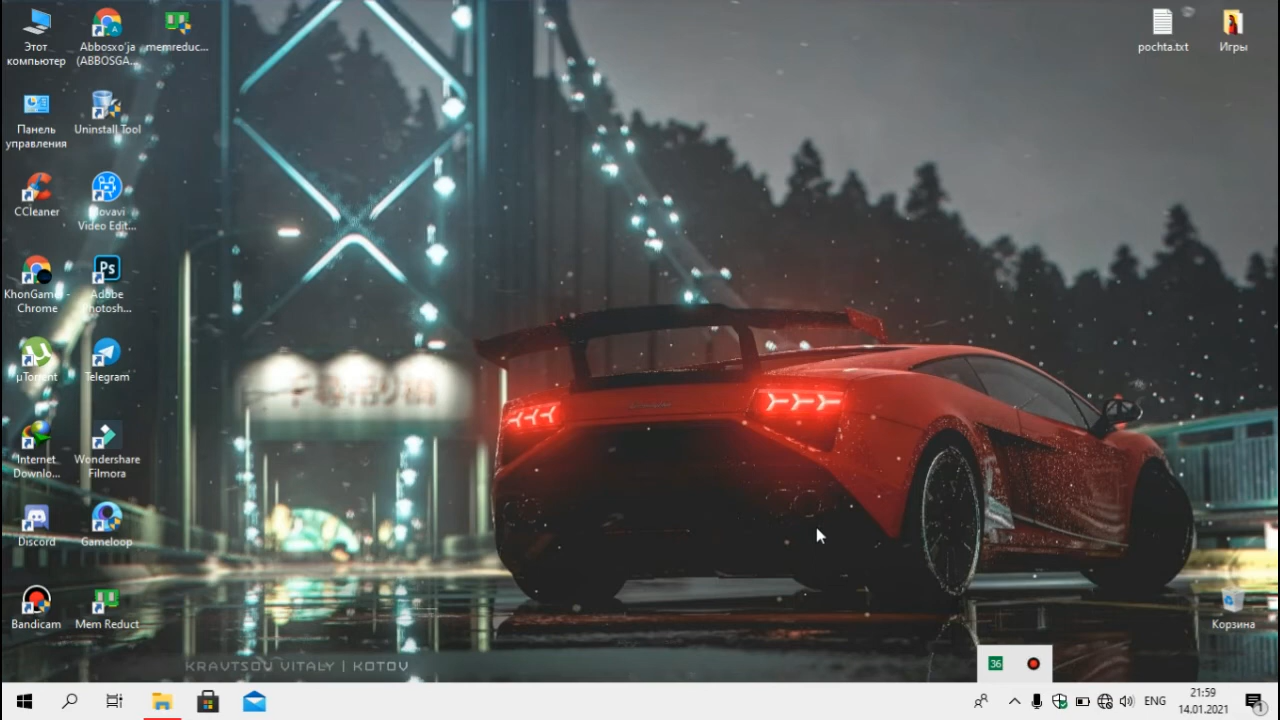 Этот
компьютер
Abbosxo'ja
(ABBOSGA...
memreduc...
pochta.txt
Игры
Панель
управления
Uninstall Tool
CCleaner
Movavi
Video Edit...
KhonGame -
Chrome
Ps
Adobe
Photosh...
µTorrent
Telegram
Internet
Downlo...
Wondershare
Filmora
Discord
Gameloop
Bandicam
Mem Reduct
Корзина
KRAVTSOV VITALY | KOTOV
36
ENG
21:59
14.01.2021
1